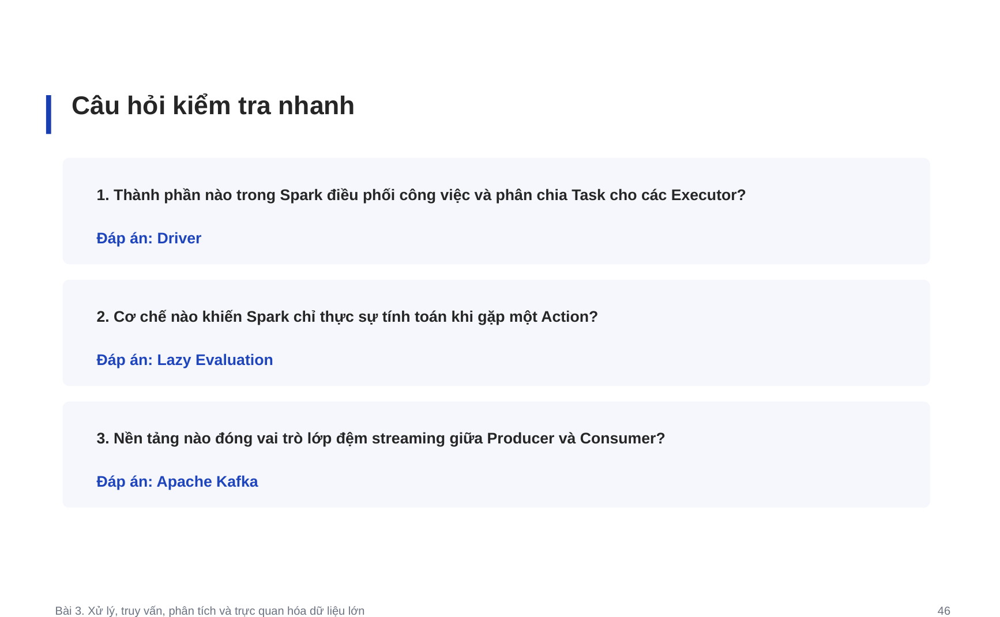 Câu hỏi kiểm tra nhanh
1. Thành phần nào trong Spark điều phối công việc và phân chia Task cho các Executor?
Đáp án: Driver
2. Cơ chế nào khiến Spark chỉ thực sự tính toán khi gặp một Action?
Đáp án: Lazy Evaluation
3. Nền tảng nào đóng vai trò lớp đệm streaming giữa Producer và Consumer?
Đáp án: Apache Kafka
Bài 3. Xử lý, truy vấn, phân tích và trực quan hóa dữ liệu lớn
46